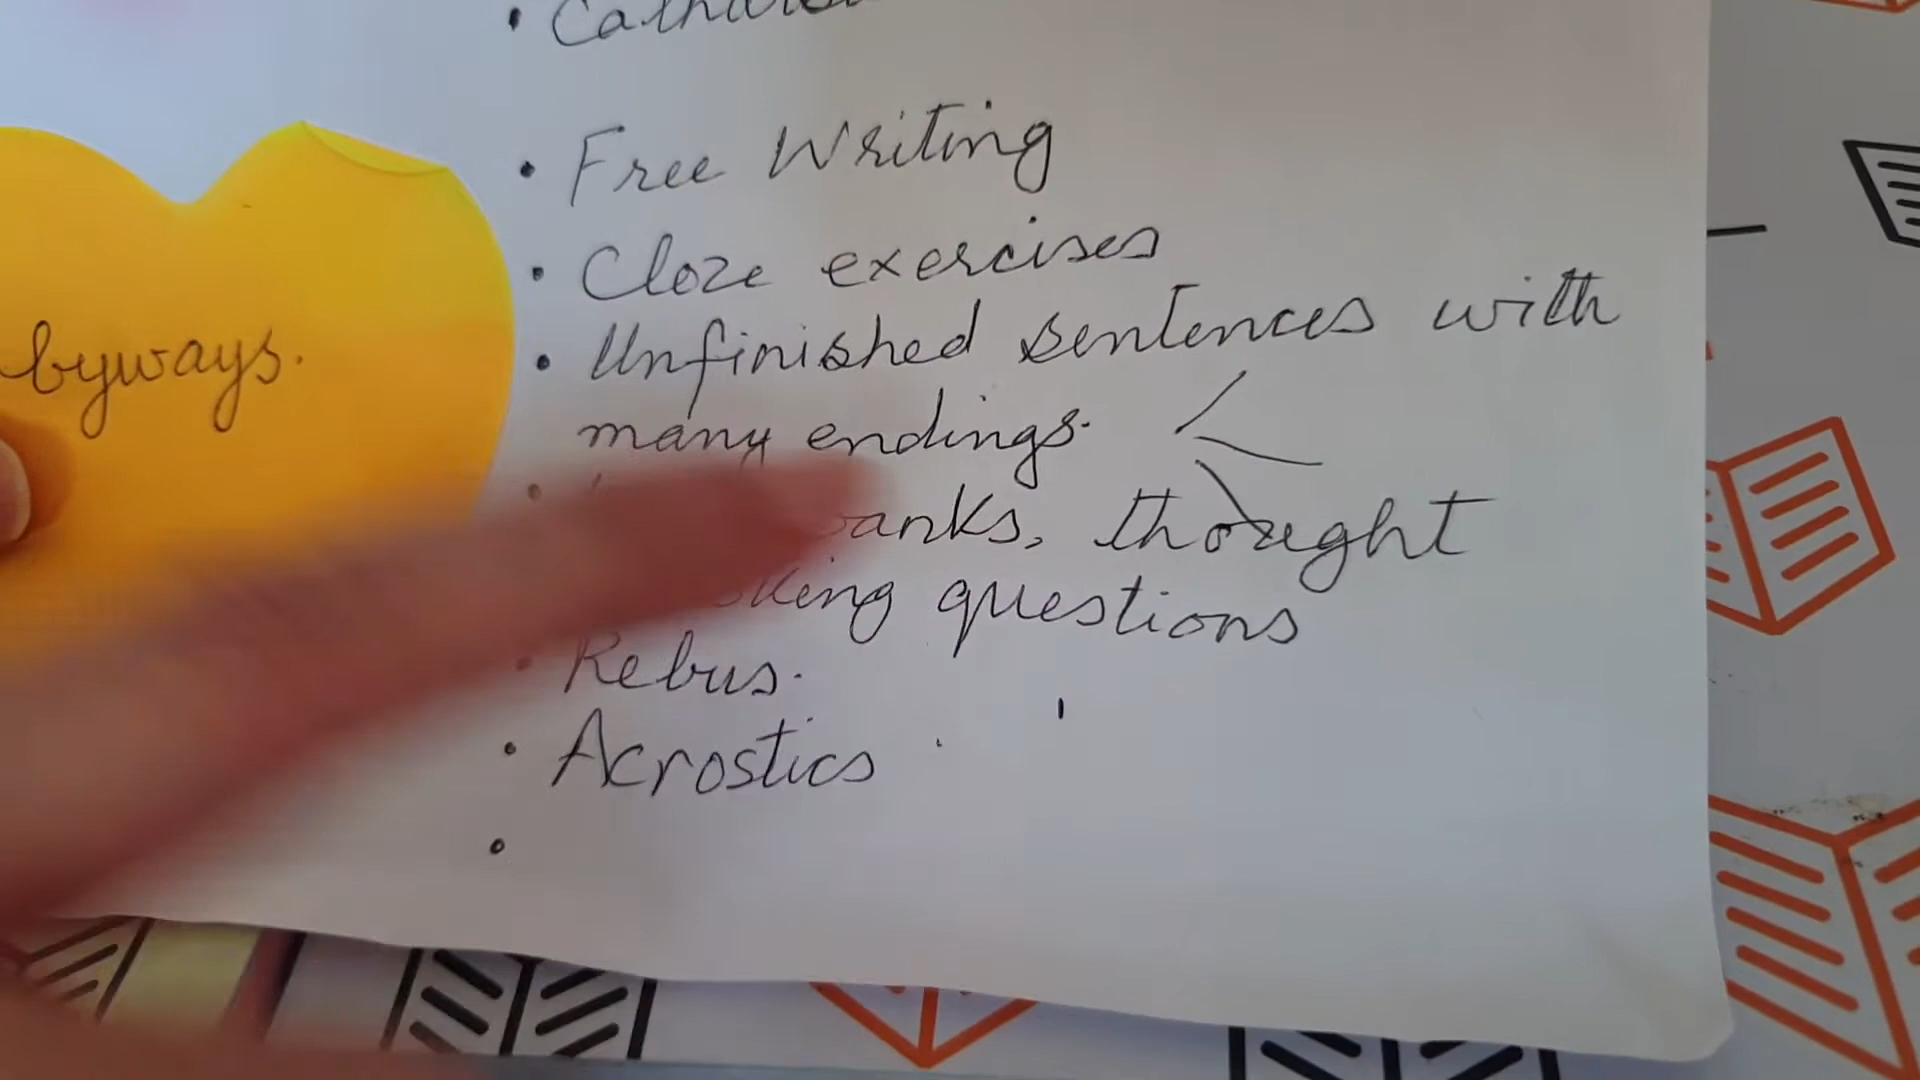 • Free Writing
• Cloze exercises
byways.
• Unfinished sentences with
many endings.
thought
questions
• Rebus.
• Acrostics
•